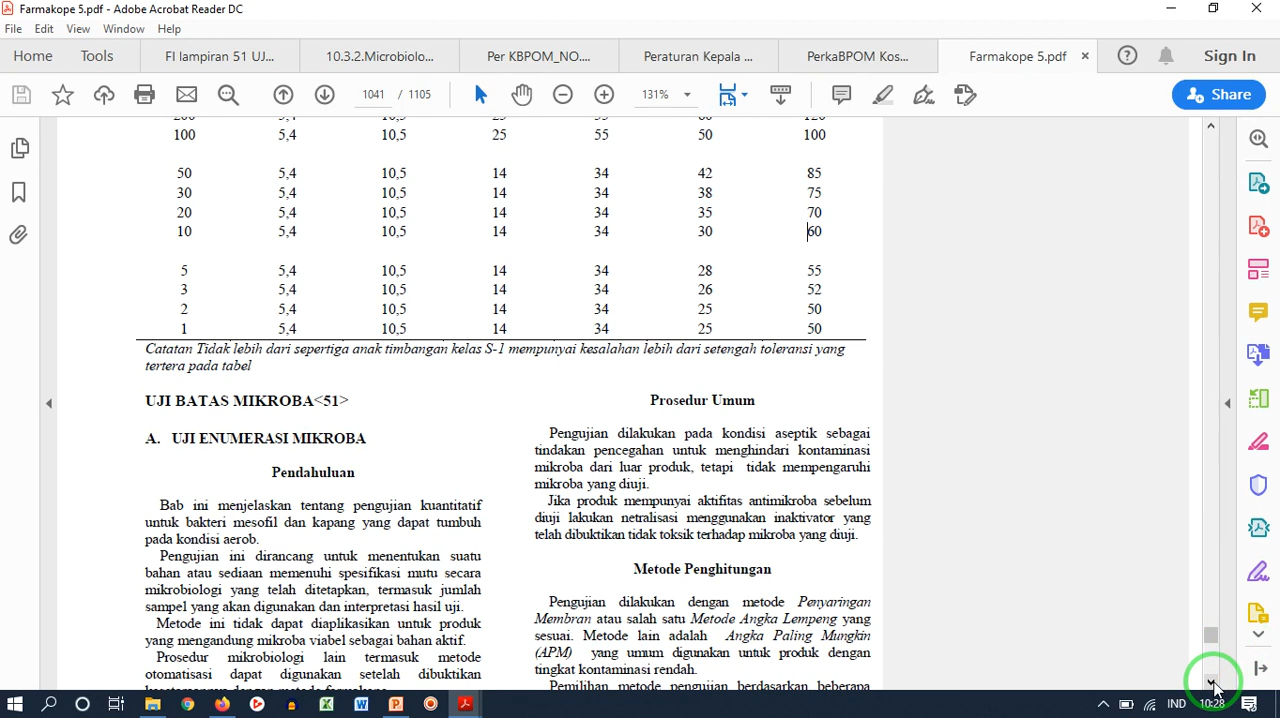 Farmakope 5.pdf - Adobe Acrobat Reader DC
File Edit View Window Help
Home Tools FI lampiran 51 UJ... 10.3.2.Microbiolo... Per KBPOM_NO.... Peraturan Kepala ... PerkaBPOM Kos... Farmakope 5.pdf × Sign In
1041 / 1105 131% Share
100 5,4 10,5 25 55 50 100
50 5,4 10,5 14 34 42 85
30 5,4 10,5 14 34 38 75
20 5,4 10,5 14 34 35 70
10 5,4 10,5 14 34 30 60
5 5,4 10,5 14 34 28 55
3 5,4 10,5 14 34 26 52
2 5,4 10,5 14 34 25 50
1 5,4 10,5 14 34 25 50
Catatan Tidak lebih dari sepertiga anak timbangan kelas S-1 mempunyai kesalahan lebih dari setengah toleransi yang
tertera pada tabel
UJI BATAS MIKROBA<51>
A. UJI ENUMERASI MIKROBA
Pendahuluan
Bab ini menjelaskan tentang pengujian kuantitatif
untuk bakteri mesofil dan kapang yang dapat tumbuh
pada kondisi aerob.
Pengujian ini dirancang untuk menentukan suatu
bahan atau sediaan memenuhi spesifikasi mutu secara
mikrobiologi yang telah ditetapkan, termasuk jumlah
sampel yang akan digunakan dan interpretasi hasil uji.
Metode ini tidak dapat diaplikasikan untuk produk
yang mengandung mikroba viabel sebagai bahan aktif.
Prosedur mikrobiologi lain termasuk metode
otomatisasi dapat digunakan setelah dibuktikan
Prosedur Umum
Pengujian dilakukan pada kondisi aseptik sebagai
tindakan pencegahan untuk menghindari kontaminasi
mikroba dari luar produk, tetapi tidak mempengaruhi
mikroba yang diuji.
Jika produk mempunyai aktifitas antimikroba sebelum
diuji lakukan netralisasi menggunakan inaktivator yang
telah dibuktikan tidak toksik terhadap mikroba yang diuji.
Metode Penghitungan
Pengujian dilakukan dengan metode Penyaringan
Membran atau salah satu Metode Angka Lempeng yang
sesuai. Metode lain adalah Angka Paling Mungkin
(APM) yang umum digunakan untuk produk dengan
tingkat kontaminasi rendah.
Pemilihan metode pengujian berdasarkan beberapa
IND 10:28